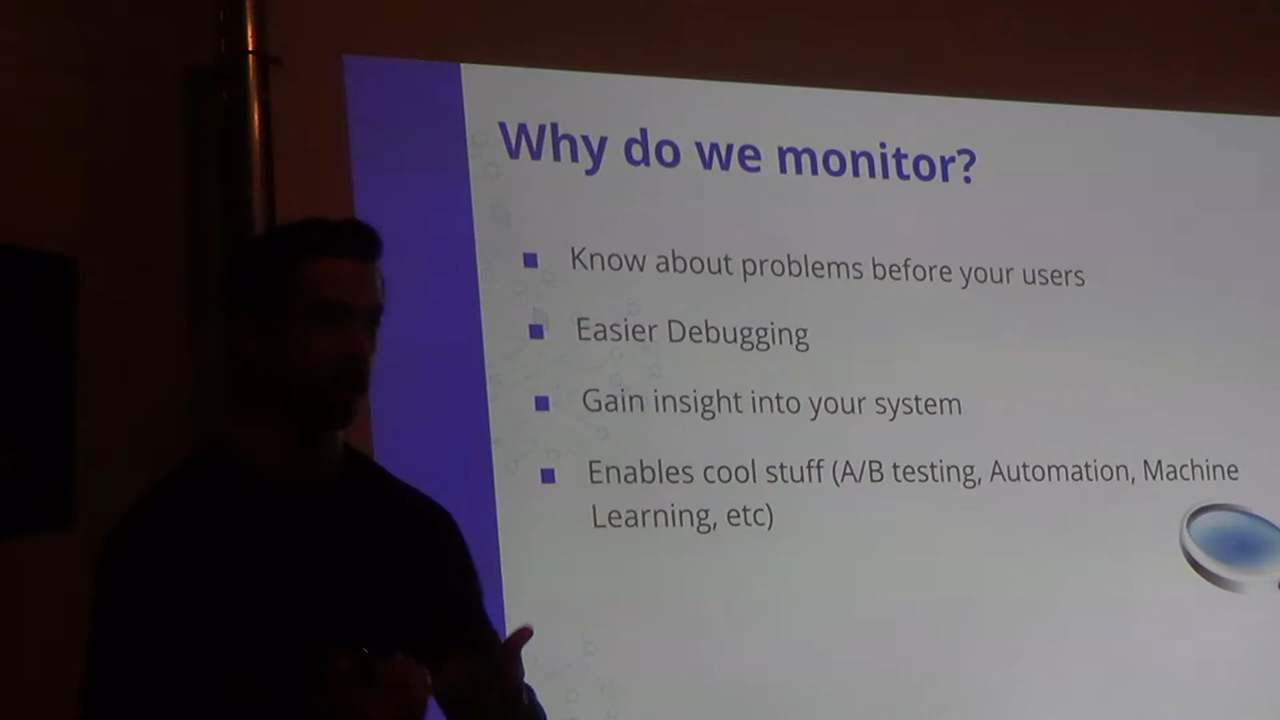 Why do we monitor?
Know about problems before your users
Easier Debugging
Gain insight into your system
Enables cool stuff (A/B testing, Automation, Machine
Learning, etc)